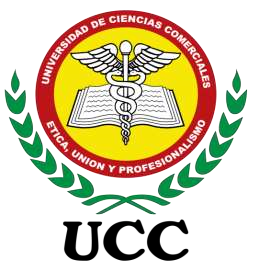 UNIVERSIDAD DE CIENCIAS COMERCIALES
ETICA, UNION Y PROFESIONALISMO
UCC